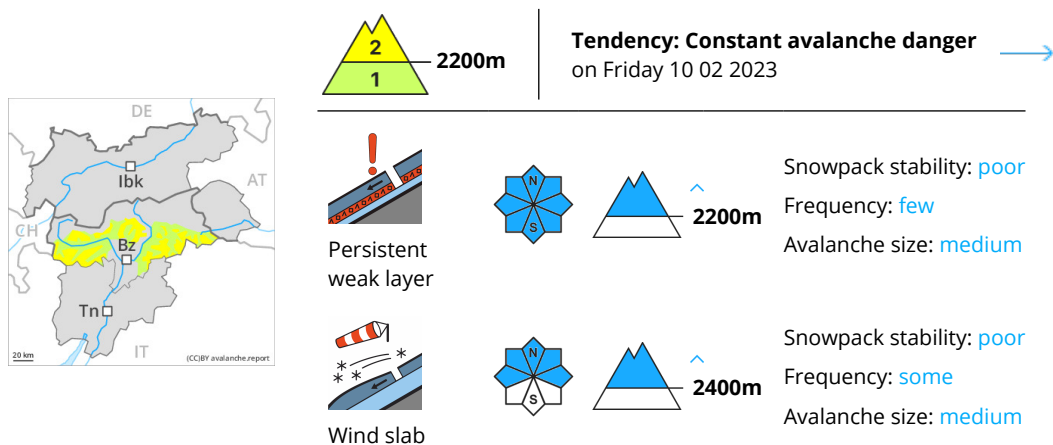 2
1
2200m
Tendency: Constant avalanche danger
on Friday 10 02 2023
DE
Ibk
AT
CH
Bz
Tn
IT
20 km
(CC)BY avalanche.report
N
S
2200m
Persistent
weak layer
Snowpack stability: poor
Frequency: few
Avalanche size: medium
N
S
2400m
Wind slab
Snowpack stability: poor
Frequency: some
Avalanche size: medium